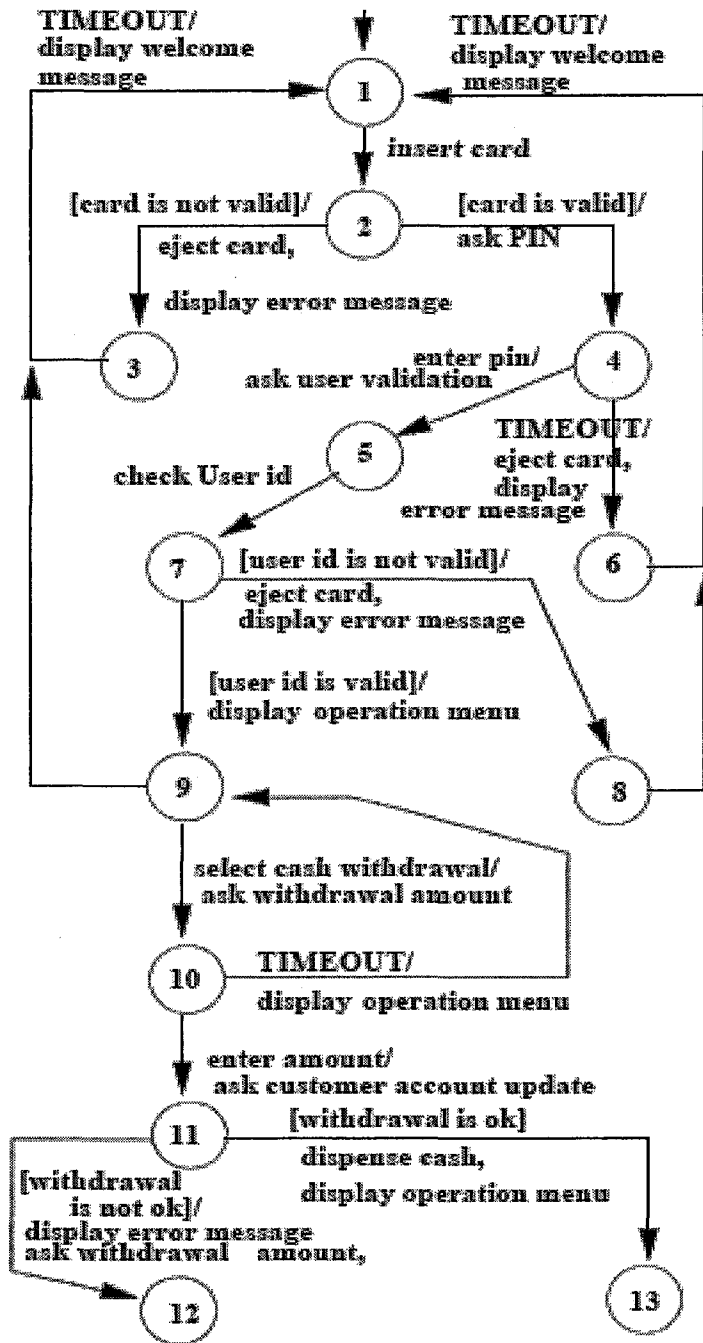 TIMEOUT/
display welcome
message
TIMEOUT/
display welcome
message
1
insert card
[card is not valid]/
eject card,
display error message
2
[card is valid]/
ask PIN
3
4
enter pin/
ask user validation
5
TIMEOUT/
eject card,
display
error message
check User id
7
[user id is not valid]/
eject card,
display error message
6
[user id is valid]/
display operation menu
9
8
select cash withdrawal/
ask withdrawal amount
10
TIMEOUT/
display operation menu
enter amount/
ask customer account update
11
[withdrawal is ok]
dispense cash,
display operation menu
[withdrawal
is not ok]/
display error message
ask withdrawal amount,
12
13